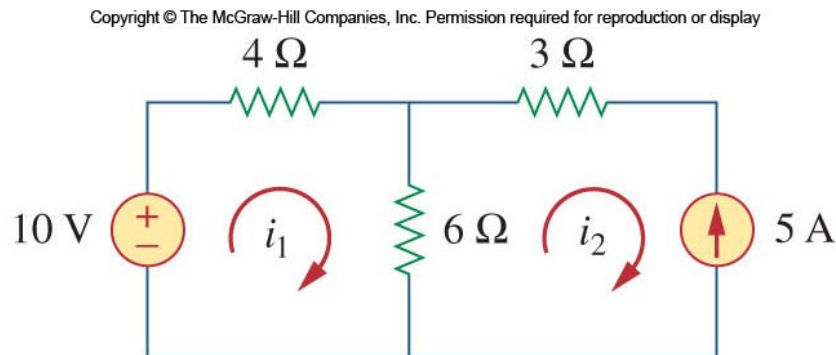 Copyright © The McGraw-Hill Companies, Inc. Permission required for reproduction or display
4 Ω 3 Ω
10 V + − i₁ 6 Ω i₂ 5 A